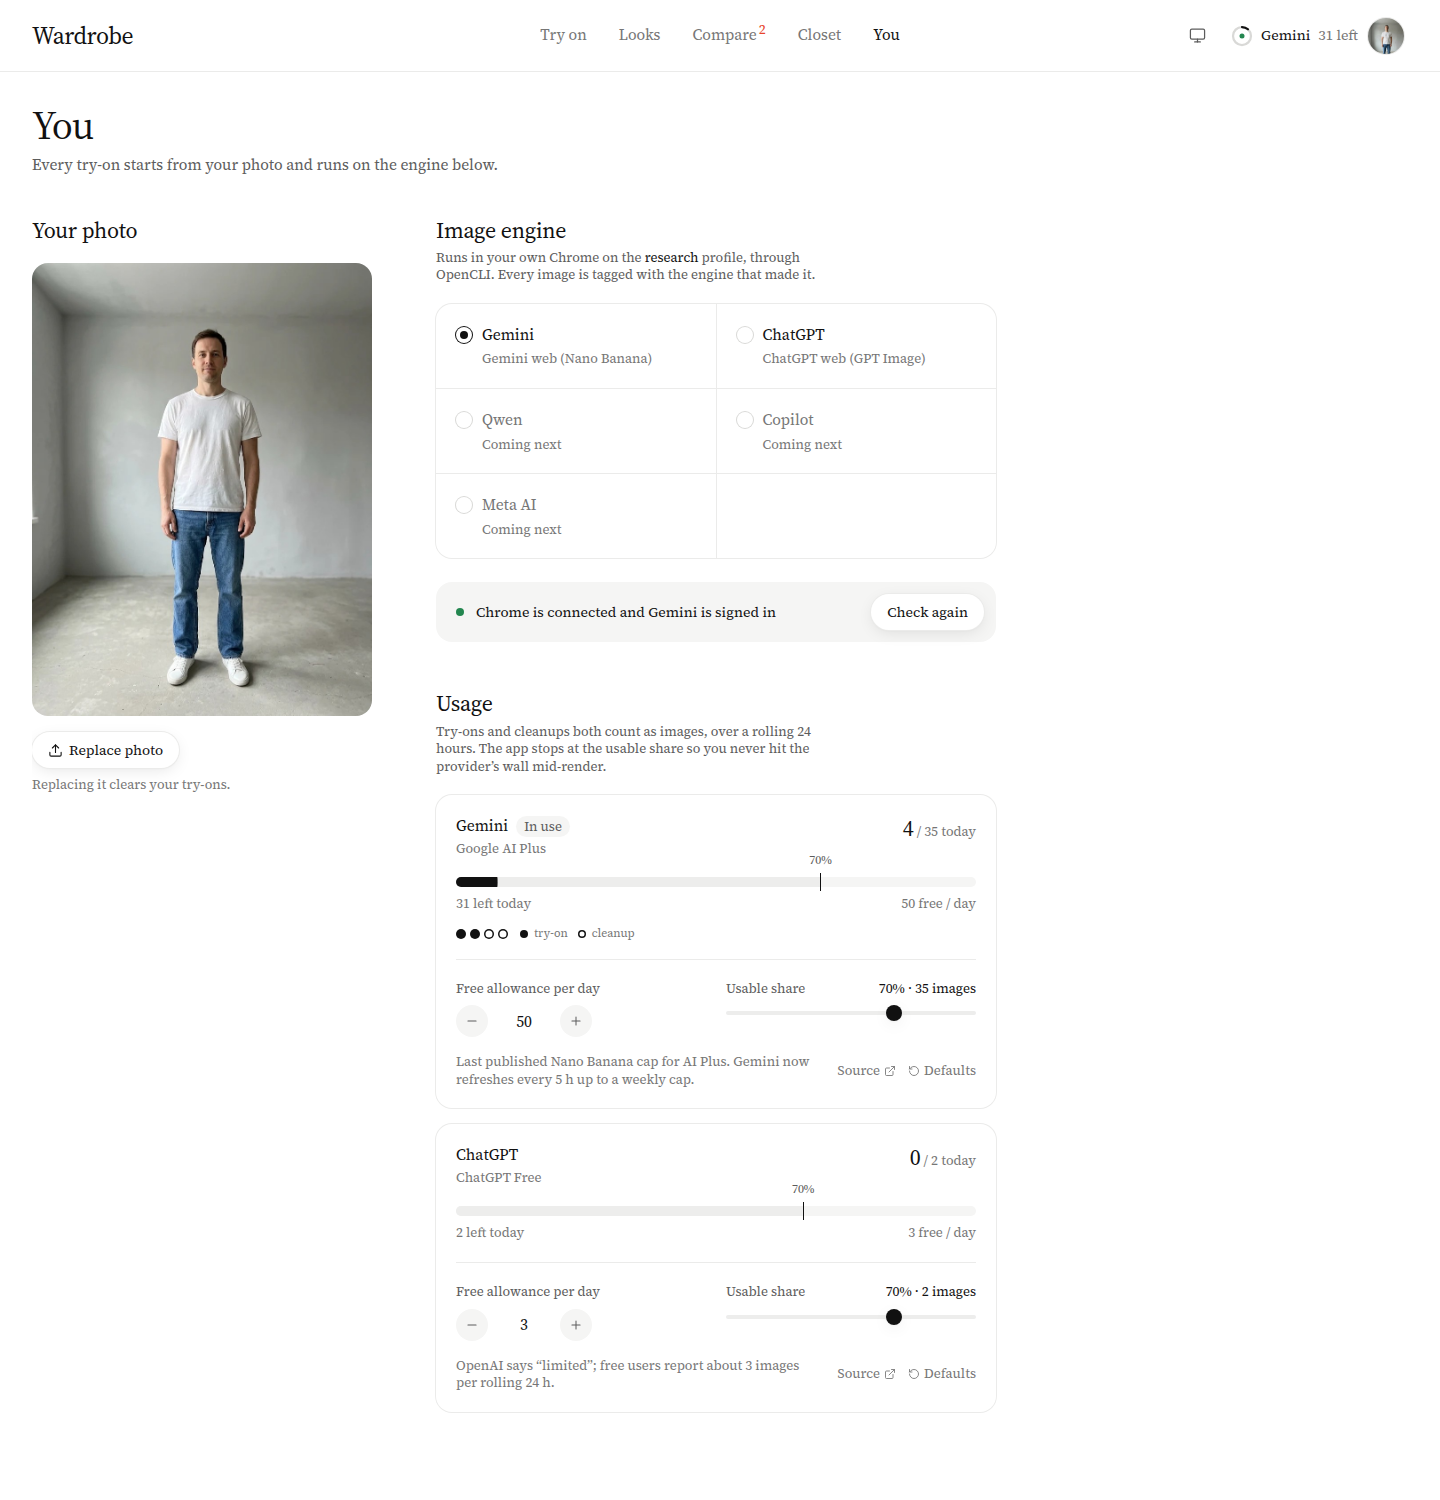 Wardrobe
Try on
Looks
Compare 2
Closet
You
Gemini 31 left
You
Every try-on starts from your photo and runs on the engine below.
Your photo
Replace photo
Replacing it clears your try-ons.
Image engine
Runs in your own Chrome on the research profile, through
OpenCLI. Every image is tagged with the engine that made it.
Gemini
Gemini web (Nano Banana)
ChatGPT
ChatGPT web (GPT Image)
Qwen
Coming next
Copilot
Coming next
Meta AI
Coming next
Chrome is connected and Gemini is signed in
Check again
Usage
Try-ons and cleanups both count as images, over a rolling 24
hours. The app stops at the usable share so you never hit the
provider’s wall mid-render.
Gemini In use
4 / 35 today
Google AI Plus
70%
31 left today
50 free / day
try-on
cleanup
Free allowance per day
− 50 +
Usable share
70% · 35 images
Last published Nano Banana cap for AI Plus. Gemini now
refreshes every 5 h up to a weekly cap.
Source
Defaults
ChatGPT
0 / 2 today
ChatGPT Free
70%
2 left today
3 free / day
Free allowance per day
− 3 +
Usable share
70% · 2 images
OpenAI says “limited”; free users report about 3 images
per rolling 24 h.
Source
Defaults